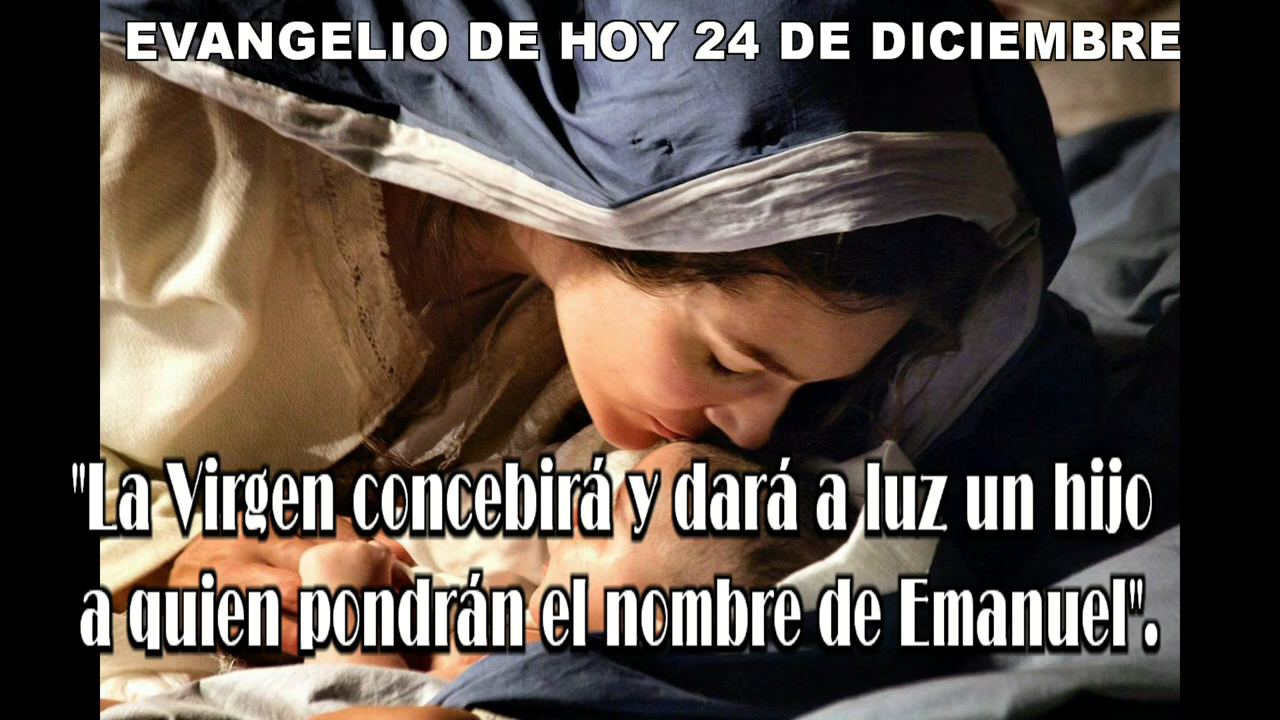 EVANGELIO DE HOY 24 DE DICIEMBRE
"La Virgen concebirá y dará a luz un hijo
a quien pondrán el nombre de Emanuel".